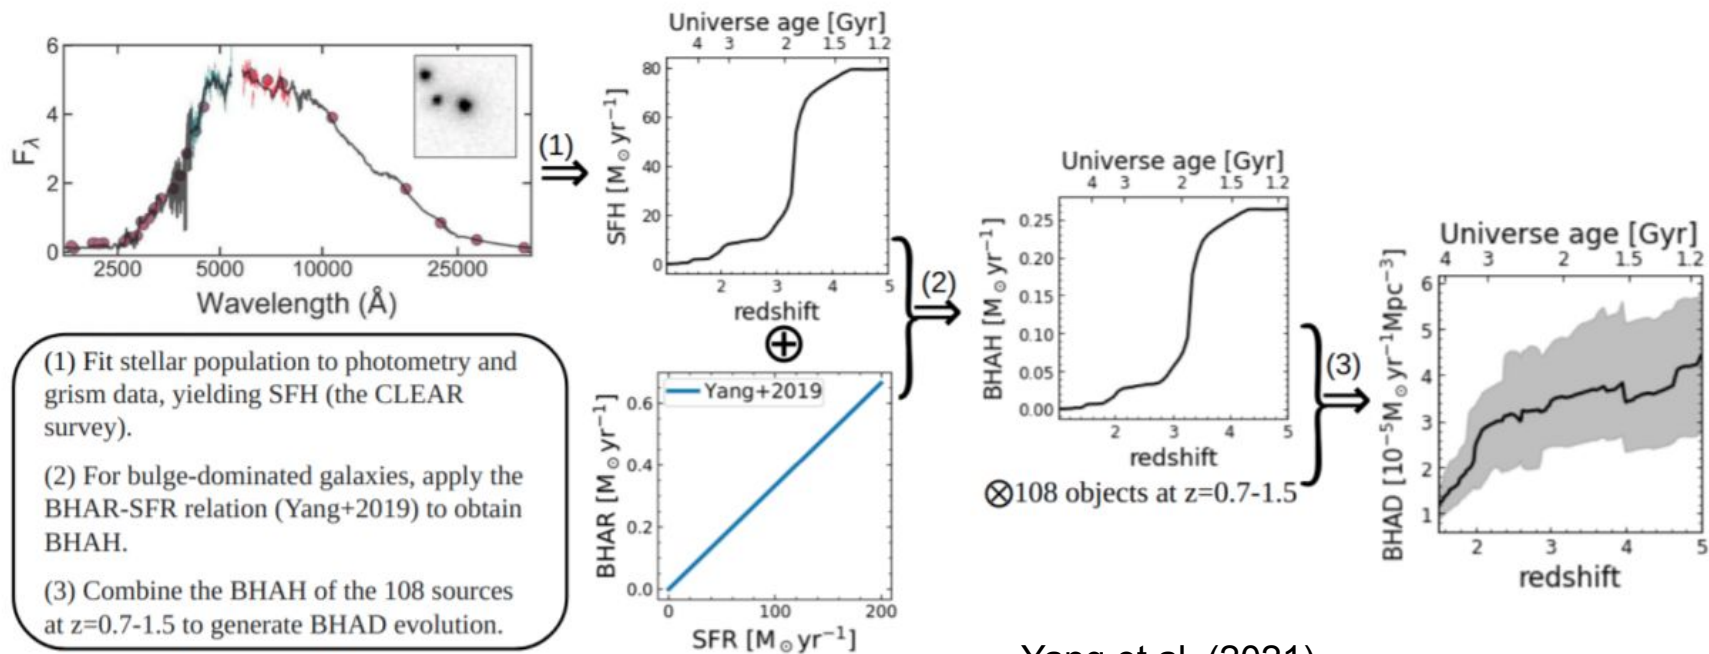 6
4
2
0
F_λ
2500 5000 10000 25000
Wavelength (Å)
(1)
Universe age [Gyr]
4 3 2 1.5 1.2
80
60
40
20
0
SFH [M⊙yr⁻¹]
2 3 4 5
redshift
⊕
Yang+2019
0.6
0.4
0.2
0.0
BHAR [M⊙yr⁻¹]
0 100 200
SFR [M⊙yr⁻¹]
(2)
Universe age [Gyr]
4 3 2 1.5 1.2
0.25
0.20
0.15
0.10
0.05
0.00
BHAH [M⊙yr⁻¹]
2 3 4 5
redshift
⊗108 objects at z=0.7-1.5
(3)
Universe age [Gyr]
4 3 2 1.5 1.2
6
5
4
3
2
1
BHAD [10⁻⁵M⊙yr⁻¹Mpc⁻³]
2 3 4 5
redshift
(1) Fit stellar population to photometry and
grism data, yielding SFH (the CLEAR
survey).
(2) For bulge-dominated galaxies, apply the
BHAR-SFR relation (Yang+2019) to obtain
BHAH.
(3) Combine the BHAH of the 108 sources
at z=0.7-1.5 to generate BHAD evolution.
Yang et al. (2021)